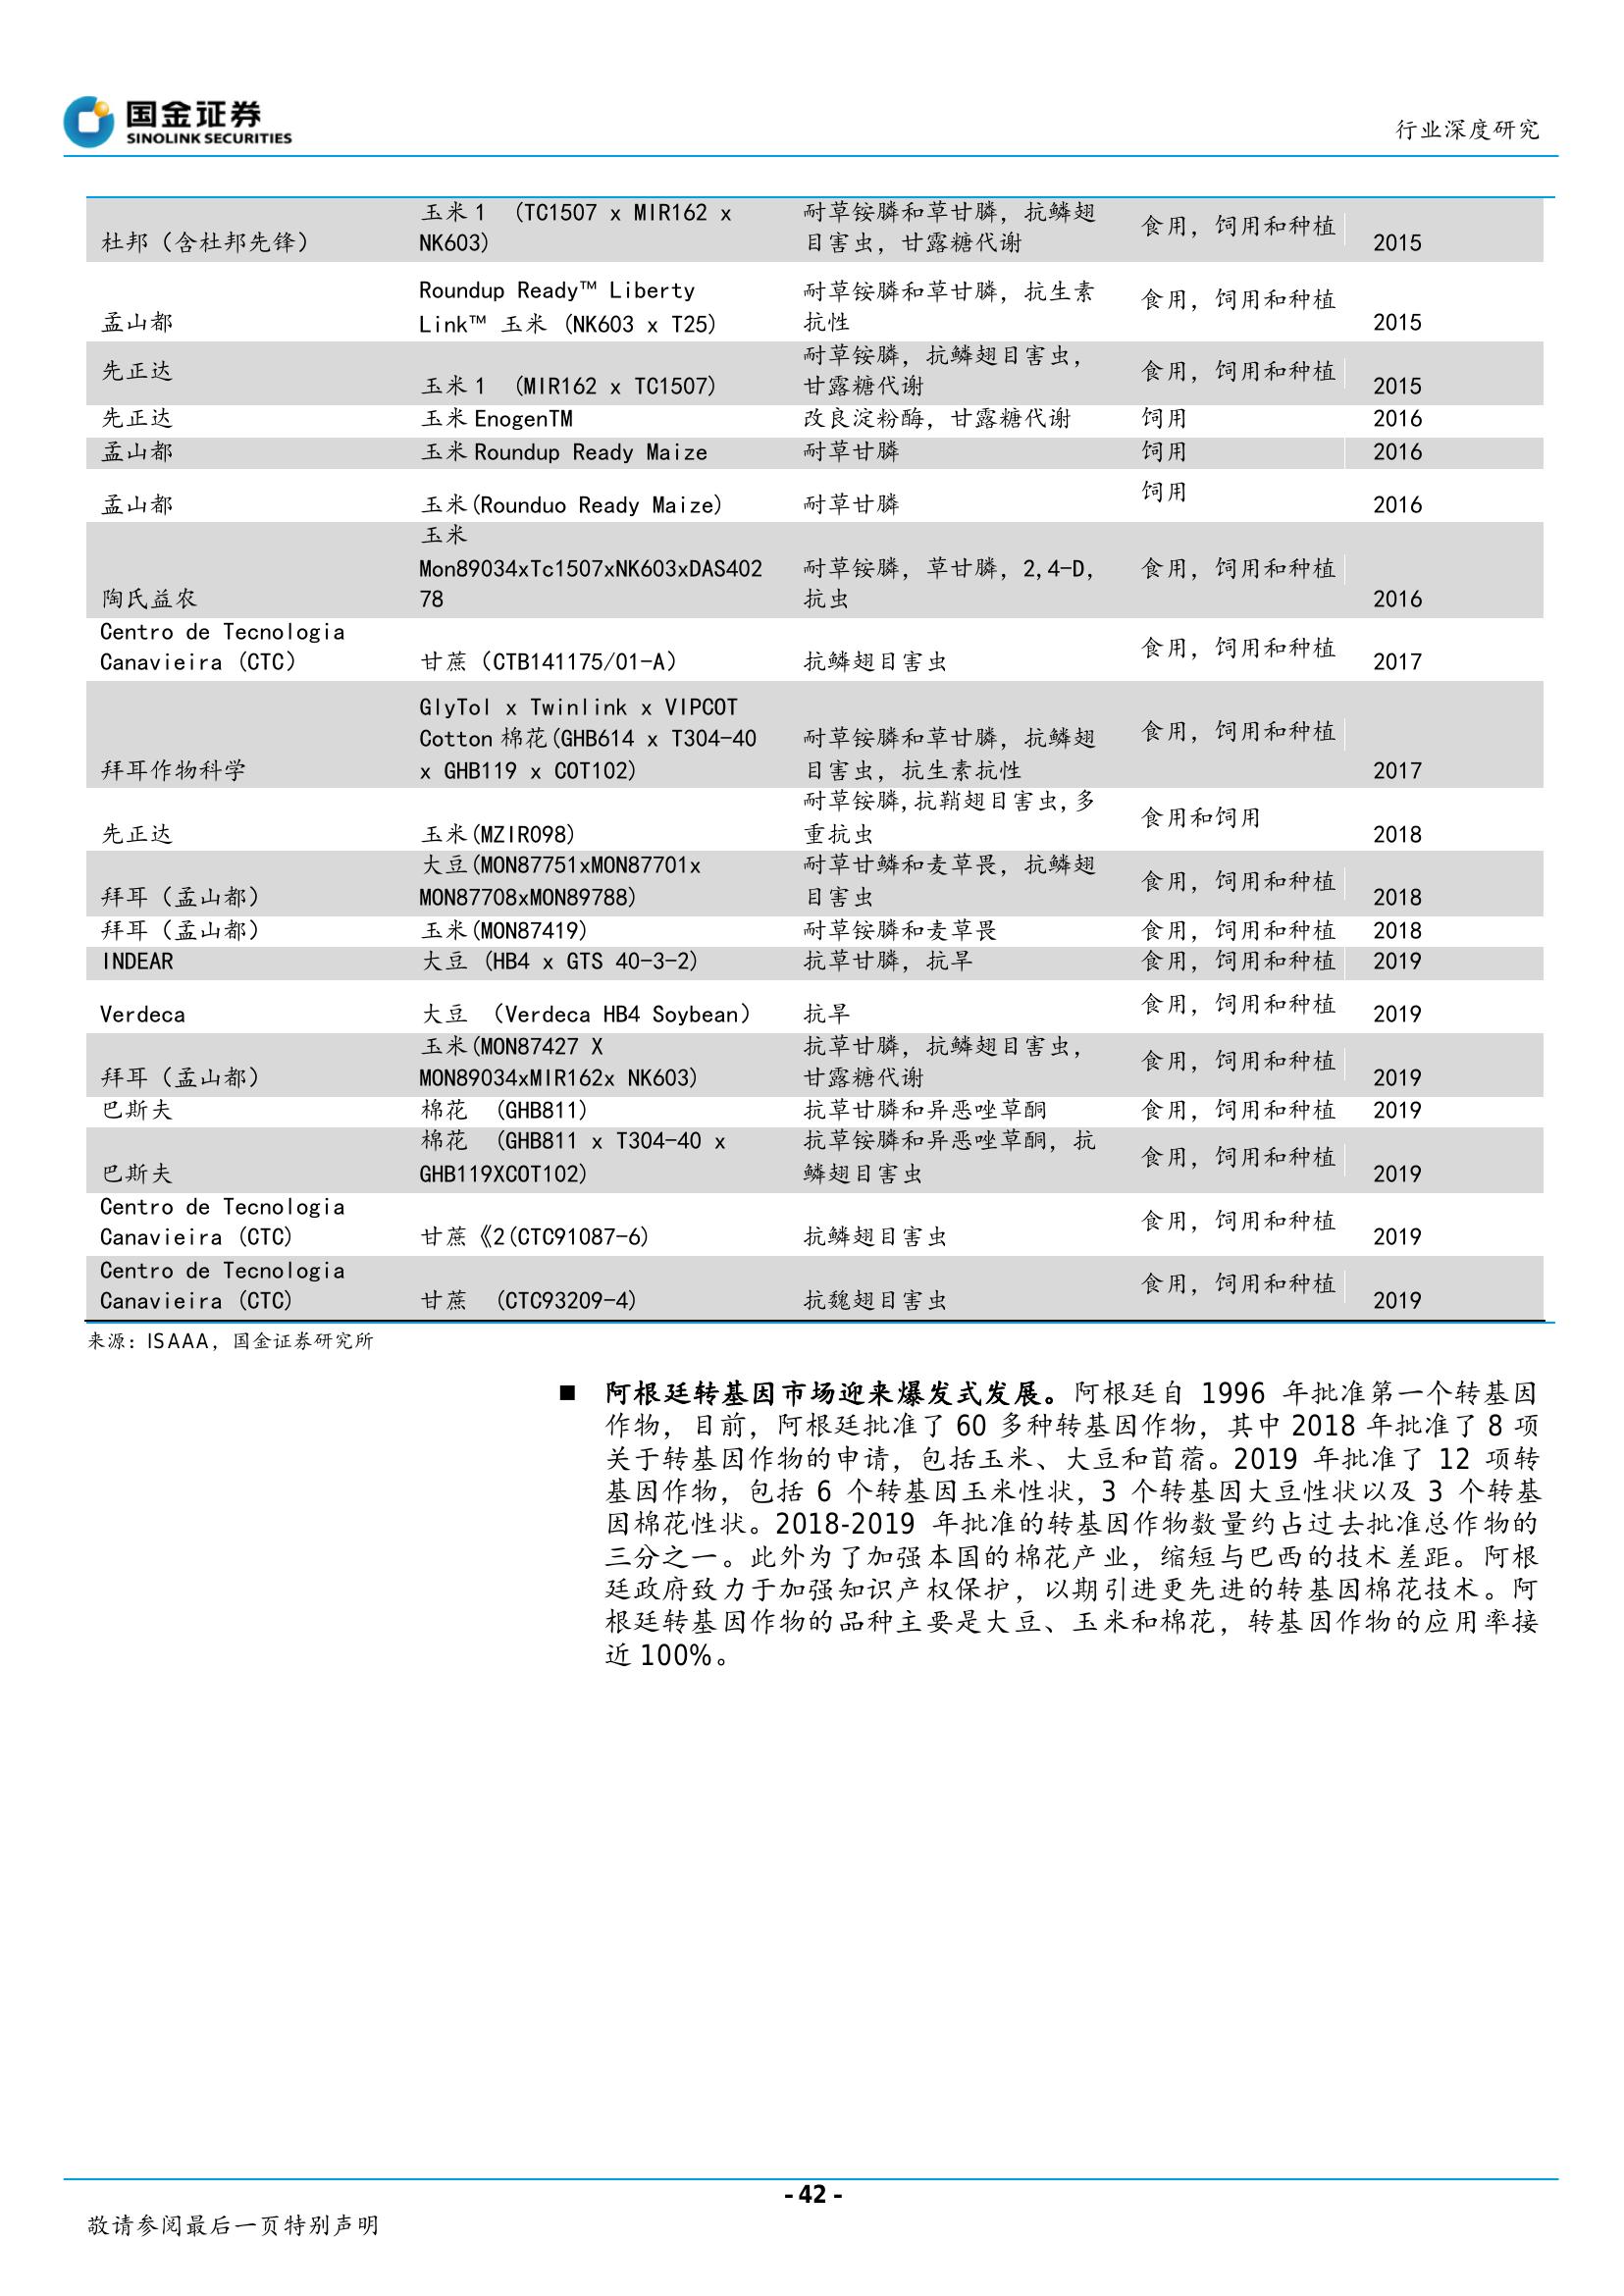 国金证券
SINOLINK SECURITIES
行业深度研究
杜邦（含杜邦先锋） 玉米 1 （TC1507 x MIR162 x NK603) 耐草铵膦和草甘膦，抗鳞翅目害虫，甘露糖代谢 食用，饲用和种植 2015
孟山都 Roundup Ready™ Liberty Link™ 玉米 (NK603 x T25) 耐草铵膦和草甘膦，抗生素抗性 食用，饲用和种植 2015
先正达 玉米 1 （MIR162 x TC1507) 耐草铵膦，抗鳞翅目害虫，甘露糖代谢 食用，饲用和种植 2015
先正达 玉米 EnogenTM 改良淀粉酶，甘露糖代谢 饲用 2016
孟山都 玉米 Roundup Ready Maize 耐草甘膦 饲用 2016
孟山都 玉米(Rounduo Ready Maize) 耐草甘膦 饲用 2016
陶氏益农 玉米 Mon89034xTc1507xNK603xDAS40278 耐草铵膦，草甘膦，2,4-D，抗虫 食用，饲用和种植 2016
Centro de Tecnologia Canavieira (CTC） 甘蔗（CTB141175/01-A） 抗鳞翅目害虫 食用，饲用和种植 2017
拜耳作物科学 GlyTol x Twinlink x VIPCOT Cotton 棉花(GHB614 x T304-40 x GHB119 x COT102) 耐草铵膦和草甘膦，抗鳞翅目害虫，抗生素抗性 食用，饲用和种植 2017
先正达 玉米(MZIR098) 耐草铵膦,抗鞘翅目害虫,多重抗虫 食用和饲用 2018
拜耳（孟山都） 大豆(MON87751xMON87701xMON87708xMON89788) 耐草甘鳞和麦草畏，抗鳞翅目害虫 食用，饲用和种植 2018
拜耳（孟山都） 玉米(MON87419) 耐草铵膦和麦草畏 食用，饲用和种植 2018
INDEAR 大豆 (HB4 x GTS 40-3-2) 抗草甘膦，抗旱 食用，饲用和种植 2019
Verdeca 大豆 （Verdeca HB4 Soybean） 抗旱 食用，饲用和种植 2019
拜耳（孟山都） 玉米(MON87427 X MON89034xMIR162x NK603) 抗草甘膦，抗鳞翅目害虫，甘露糖代谢 食用，饲用和种植 2019
巴斯夫 棉花 （GHB811) 抗草甘膦和异恶唑草酮 食用，饲用和种植 2019
巴斯夫 棉花 （GHB811 x T304-40 x GHB119XCOT102) 抗草铵膦和异恶唑草酮，抗鳞翅目害虫 食用，饲用和种植 2019
Centro de Tecnologia Canavieira (CTC) 甘蔗《2(CTC91087-6) 抗鳞翅目害虫 食用，饲用和种植 2019
Centro de Tecnologia Canavieira (CTC) 甘蔗 （CTC93209-4) 抗魏翅目害虫 食用，饲用和种植 2019
来源：ISAAA，国金证券研究所
■ 阿根廷转基因市场迎来爆发式发展。阿根廷自 1996 年批准第一个转基因
作物，目前，阿根廷批准了 60 多种转基因作物，其中 2018 年批准了 8 项
关于转基因作物的申请，包括玉米、大豆和苜蓿。2019 年批准了 12 项转
基因作物，包括 6 个转基因玉米性状，3 个转基因大豆性状以及 3 个转基
因棉花性状。2018-2019 年批准的转基因作物数量约占过去批准总作物的
三分之一。此外为了加强本国的棉花产业，缩短与巴西的技术差距。阿根
廷政府致力于加强知识产权保护，以期引进更先进的转基因棉花技术。阿
根廷转基因作物的品种主要是大豆、玉米和棉花，转基因作物的应用率接
近 100%。
- 42 -
敬请参阅最后一页特别声明